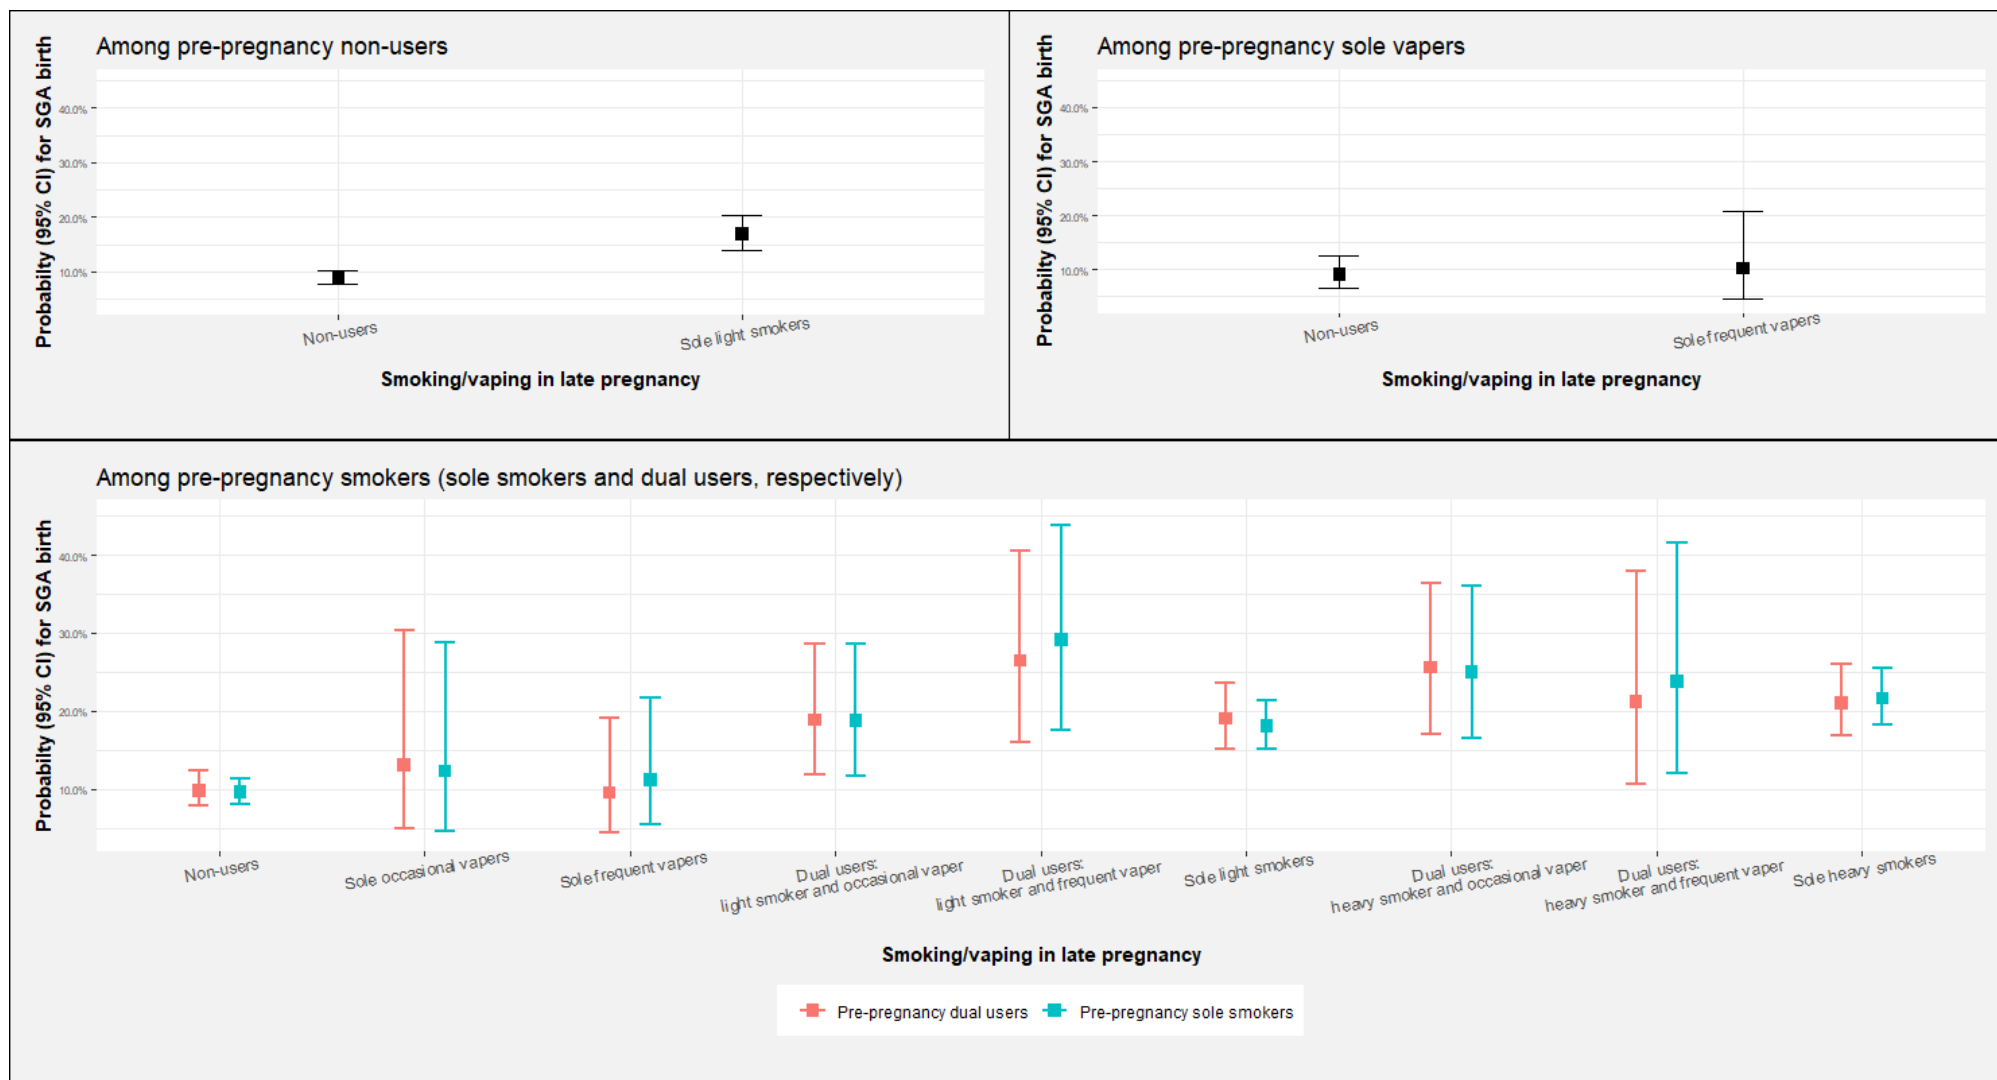 Among pre-pregnancy non-users
Probabilty (95% CI) for SGA birth
40.0%
30.0%
20.0%
10.0%
Non-users
Sole light smokers
Smoking/vaping in late pregnancy
Among pre-pregnancy sole vapers
Probabilty (95% CI) for SGA birth
40.0%
30.0%
20.0%
10.0%
Non-users
Sole frequent vapers
Smoking/vaping in late pregnancy
Among pre-pregnancy smokers (sole smokers and dual users, respectively)
Probabilty (95% CI) for SGA birth
40.0%
30.0%
20.0%
10.0%
Non-users
Sole occasional vapers
Sole frequent vapers
Dual users:
light smoker and occasional vaper
Dual users:
light smoker and frequent vaper
Sole light smokers
Dual users:
heavy smoker and occasional vaper
Dual users:
heavy smoker and frequent vaper
Sole heavy smokers
Smoking/vaping in late pregnancy
Pre-pregnancy dual users
Pre-pregnancy sole smokers